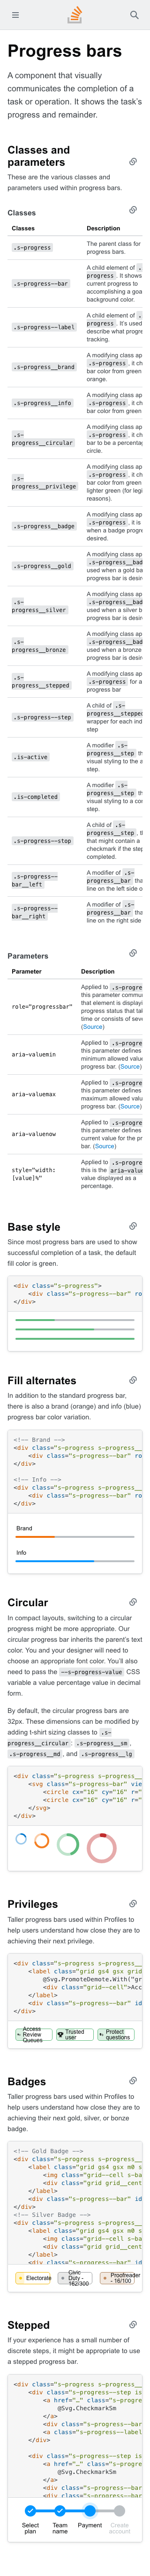 Progress bars
A component that visually
communicates the completion of a
task or operation. It shows the task's
progress and remainder.
Classes and
parameters
These are the various classes and
parameters used within progress bars.
Classes
Classes Description
.s-progress
The parent class for
progress bars.
.s-progress--bar
A child element of .
progress. It shows
current progress to
accomplishing a goa
background color.
.s-progress--label
A child element of .
progress. It's used
describe what progre
tracking.
.s-progress__brand
A modifying class ap
.s-progress, it ch
bar color from green
orange.
.s-progress__info
A modifying class ap
.s-progress, it ch
bar color from green
.s-
progress__circular
A modifying class ap
.s-progress, it ch
bar to be a percentag
circle.
.s-
progress__privilege
A modifying class ap
.s-progress, it ch
bar color from green
lighter green (for leg
reasons).
.s-progress__badge
A modifying class ap
.s-progress, it is
when a badge progre
desired.
.s-progress__gold
A modifying class ap
.s-progress__bad
used when a gold ba
progress bar is desir
.s-
progress__silver
A modifying class ap
.s-progress__bad
used when a silver b
progress bar is desir
.s-
progress__bronze
A modifying class ap
.s-progress__bad
used when a bronze
progress bar is desir
.s-
progress__stepped
A modifying class ap
.s-progress for a
progress bar
.s-progress--step
A child of .s-
progress__stepped
wrapper for each ind
step
.is-active
A modifier .s-
progress__step th
visual styling to the a
step.
.is-completed
A modifier .s-
progress__step th
visual styling to a co
step.
.s-progress--stop
A child of .s-
progress__step. I
that might contain a
checkmark if the step
completed.
.s-progress--
bar__left
A modifier of .s-
progress__bar tha
line on the left side o
.s-progress--
bar__right
A modifier of .s-
progress__bar tha
line on the right side
Parameters
Parameter Description
role="progressbar"
Applied to .s-progre
this parameter commun
that element is displayi
progress status that tak
time or consists of seve
(Source)
aria-valuemin
Applied to .s-progre
this parameter defines
minimum allowed value
progress bar. (Source)
aria-valuemax
Applied to .s-progre
this parameter defines
maximum allowed valu
progress bar. (Source)
aria-valuenow
Applied to .s-progre
this parameter defines
current value for the pr
bar. (Source)
style="width:
[value]%"
Applied to .s-progre
this is the aria-value
value displayed as a
percentage.
Base style
Since most progress bars are used to show
successful completion of a task, the default
fill color is green.
<div class="s-progress">
<div class="s-progress--bar" ro
</div>
Fill alternates
In addition to the standard progress bar,
there is also a brand (orange) and info (blue)
progress bar color variation.
<!-- Brand -->
<div class="s-progress s-progress__
<div class="s-progress--bar" ro
</div>
<!-- Info -->
<div class="s-progress s-progress__
<div class="s-progress--bar" ro
</div>
Brand
Info
Circular
In compact layouts, switching to a circular
progress might be more appropriate. Our
circular progress bar inherits the parent's text
color. You and your designer will need to
choose an appropriate font color. You'll also
need to pass the --s-progress-value CSS
variable a value percentage value in decimal
form.
By default, the circular progress bars are
32px. These dimensions can be modified by
adding t-shirt sizing classes to .s-
progress__circular: .s-progress__sm,
.s-progress__md, and .s-progress__lg
<div class="s-progress s-progress__
<svg class="s-progress-bar" vie
<circle cx="16" cy="16" r="
<circle cx="16" cy="16" r="
</svg>
</div>
Privileges
Taller progress bars used within Profiles to
help users understand how close they are to
achieving their next privilege.
<div class="s-progress s-progress__
<label class="grid gs4 gsx grid
@Svg.PromoteDemote.With("gr
<div class="grid--cell">Acc
</label>
<div class="s-progress--bar" id
</div>
Access
Review
Queues
Trusted
user
Protect
questions
Badges
Taller progress bars used within Profiles to
help users understand how close they are to
achieving their next gold, silver, or bronze
badge.
<!-- Gold Badge -->
<div class="s-progress s-progress__
<label class="grid gs4 gsx m0 s
<img class="grid--cell s-ba
<div class="grid grid__cent
</label>
<div class="s-progress--bar" id
</div>
<!-- Silver Badge -->
<div class="s-progress s-progress__
<label class="grid gs4 gsx m0 s
<img class="grid--cell s-ba
<div class="grid grid__cent
</label>
<div class="s-progress--bar" id
Electorate
Civic
Duty -
162/300
Proofreader
- 16/100
Stepped
If your experience has a small number of
discrete steps, it might be appropriate to use
a stepped progress bar.
<div class="s-progress s-progress__
<div class="s-progress--step is
<a href="…" class="s-progres
@Svg.CheckmarkSm
</a>
<div class="s-progress--bar
<a class="s-progress--label
</div>
<div class="s-progress--step is
<a href="…" class="s-progres
@Svg.CheckmarkSm
</a>
<div class="s-progress--bar
<div class="s-progress--bar
Select
plan
Team
name
Payment
Create
account